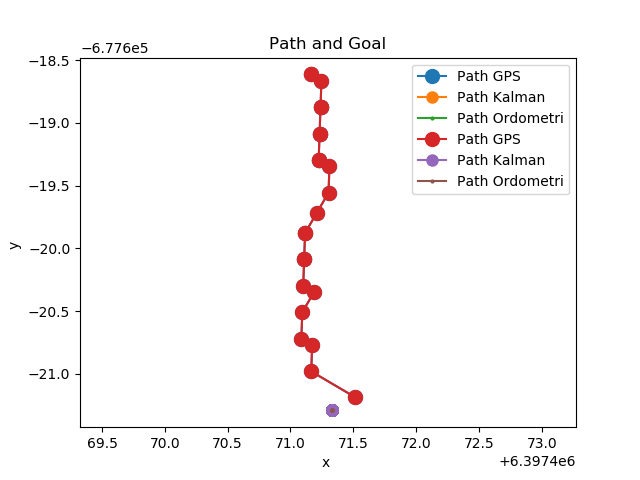 Path and Goal
−6.776e5
−18.5
−19.0
−19.5
−20.0
−20.5
−21.0
y
Path GPS
Path Kalman
Path Ordometri
Path GPS
Path Kalman
Path Ordometri
69.5 70.0 70.5 71.0 71.5 72.0 72.5 73.0
x
+6.3974e6